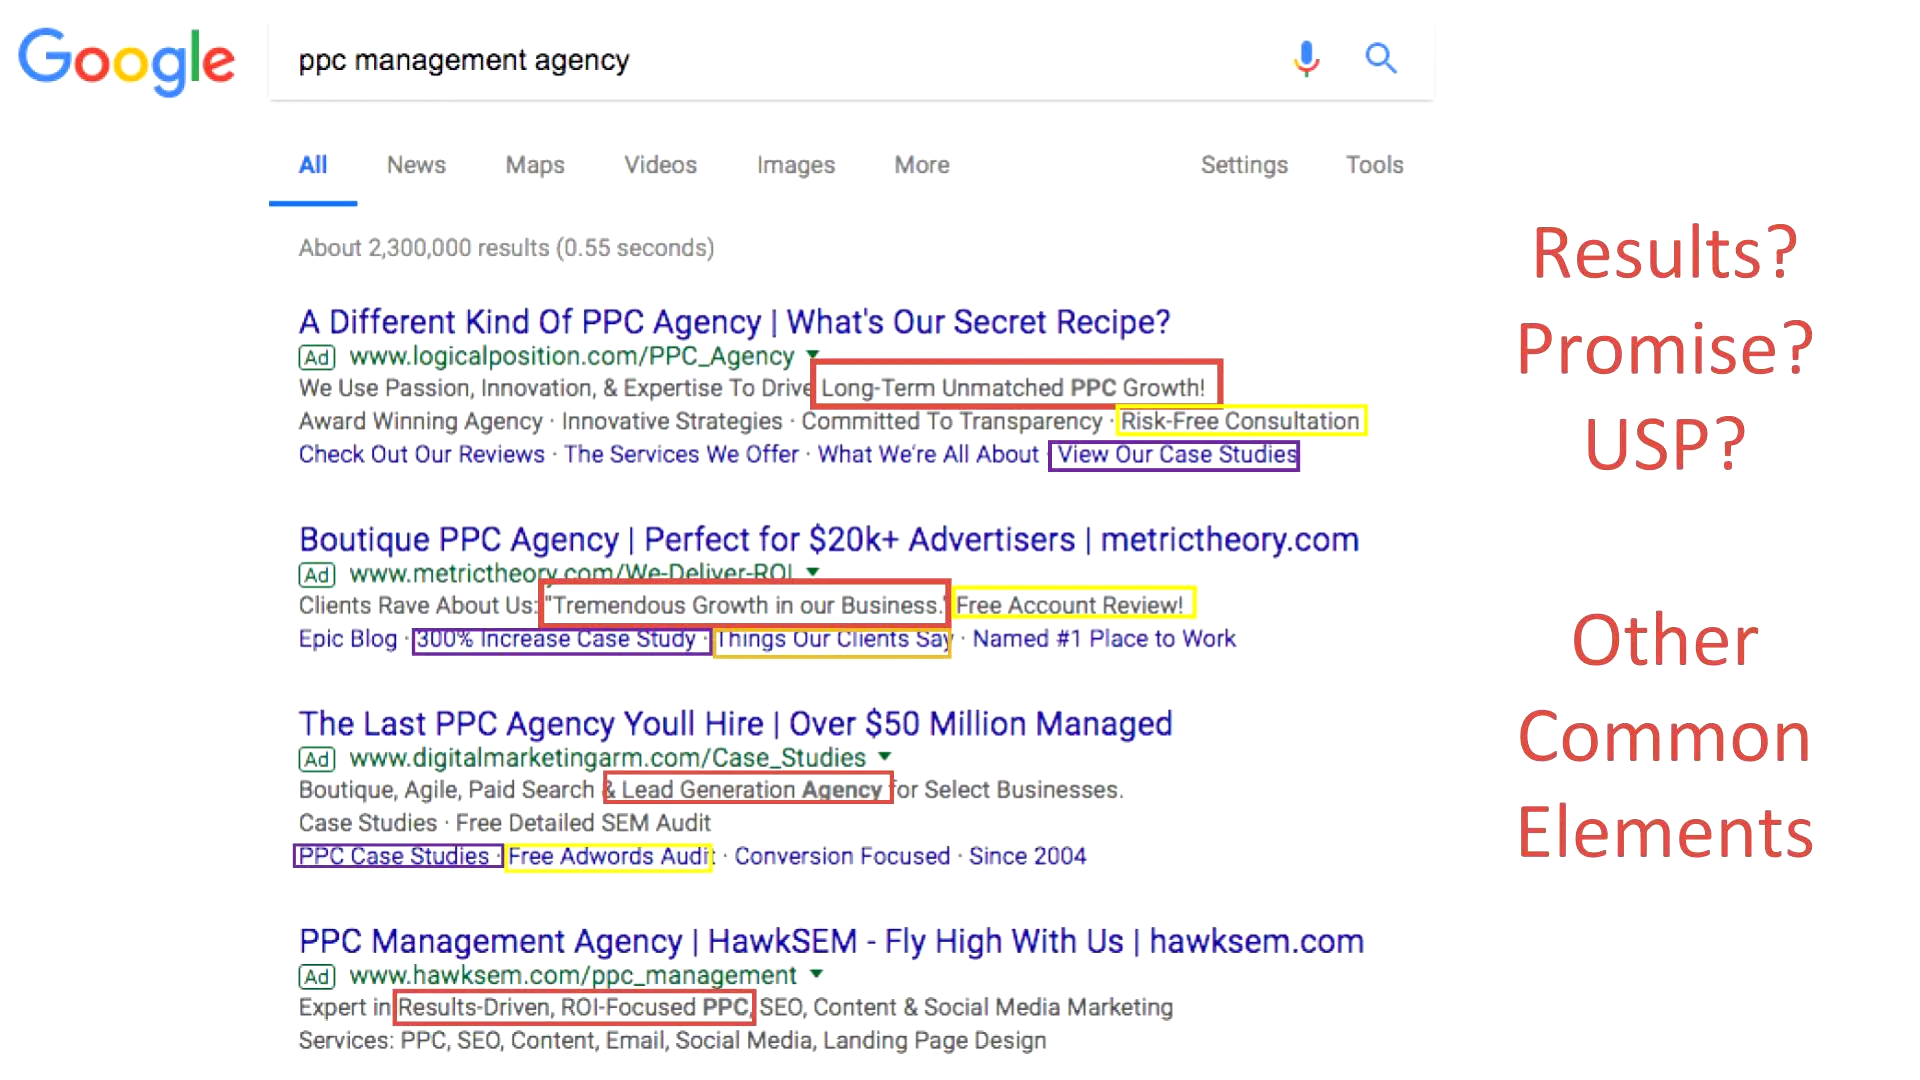 Google
ppc management agency
All News Maps Videos Images More Settings Tools
About 2,300,000 results (0.55 seconds)
A Different Kind Of PPC Agency | What's Our Secret Recipe?
Ad www.logicalposition.com/PPC_Agency
We Use Passion, Innovation, & Expertise To Drive Long-Term Unmatched PPC Growth!
Award Winning Agency · Innovative Strategies · Committed To Transparency · Risk-Free Consultation
Check Out Our Reviews · The Services We Offer · What We're All About View Our Case Studies
Boutique PPC Agency | Perfect for $20k+ Advertisers | metrictheory.com
Ad www.metrictheory.com/We-Deliver-ROI
Clients Rave About Us: "Tremendous Growth in our Business." Free Account Review!
Epic Blog · 300% Increase Case Study · Things Our Clients Say · Named #1 Place to Work
The Last PPC Agency Youll Hire | Over $50 Million Managed
Ad www.digitalmarketingarm.com/Case_Studies
Boutique, Agile, Paid Search & Lead Generation Agency for Select Businesses.
Case Studies · Free Detailed SEM Audit
PPC Case Studies · Free Adwords Audit · Conversion Focused · Since 2004
PPC Management Agency | HawkSEM - Fly High With Us | hawksem.com
Ad www.hawksem.com/ppc_management
Expert in Results-Driven, ROI-Focused PPC, SEO, Content & Social Media Marketing
Services: PPC, SEO, Content, Email, Social Media, Landing Page Design
Results?
Promise?
USP?
Other
Common
Elements